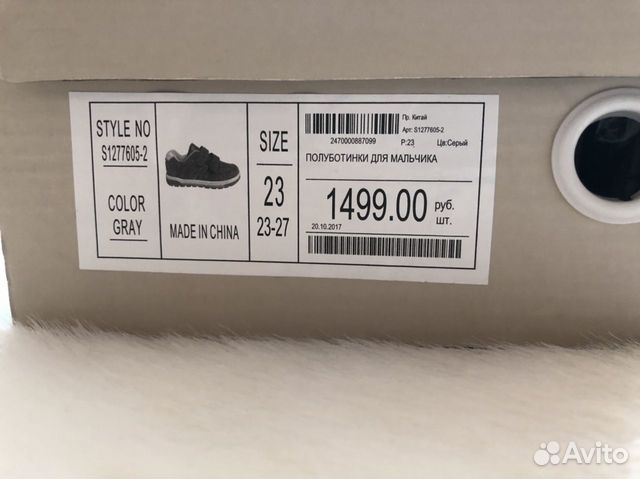 STYLE NO
S1277605-2
COLOR
GRAY
MADE IN CHINA
SIZE
23
23-27
Пр. Китай
Арт: S1277605-2
2470000887099
Р:23 Цв:Серый
ПОЛУБОТИНКИ ДЛЯ МАЛЬЧИКА
1499.00 руб.
шт.
20.10.2017
Avito